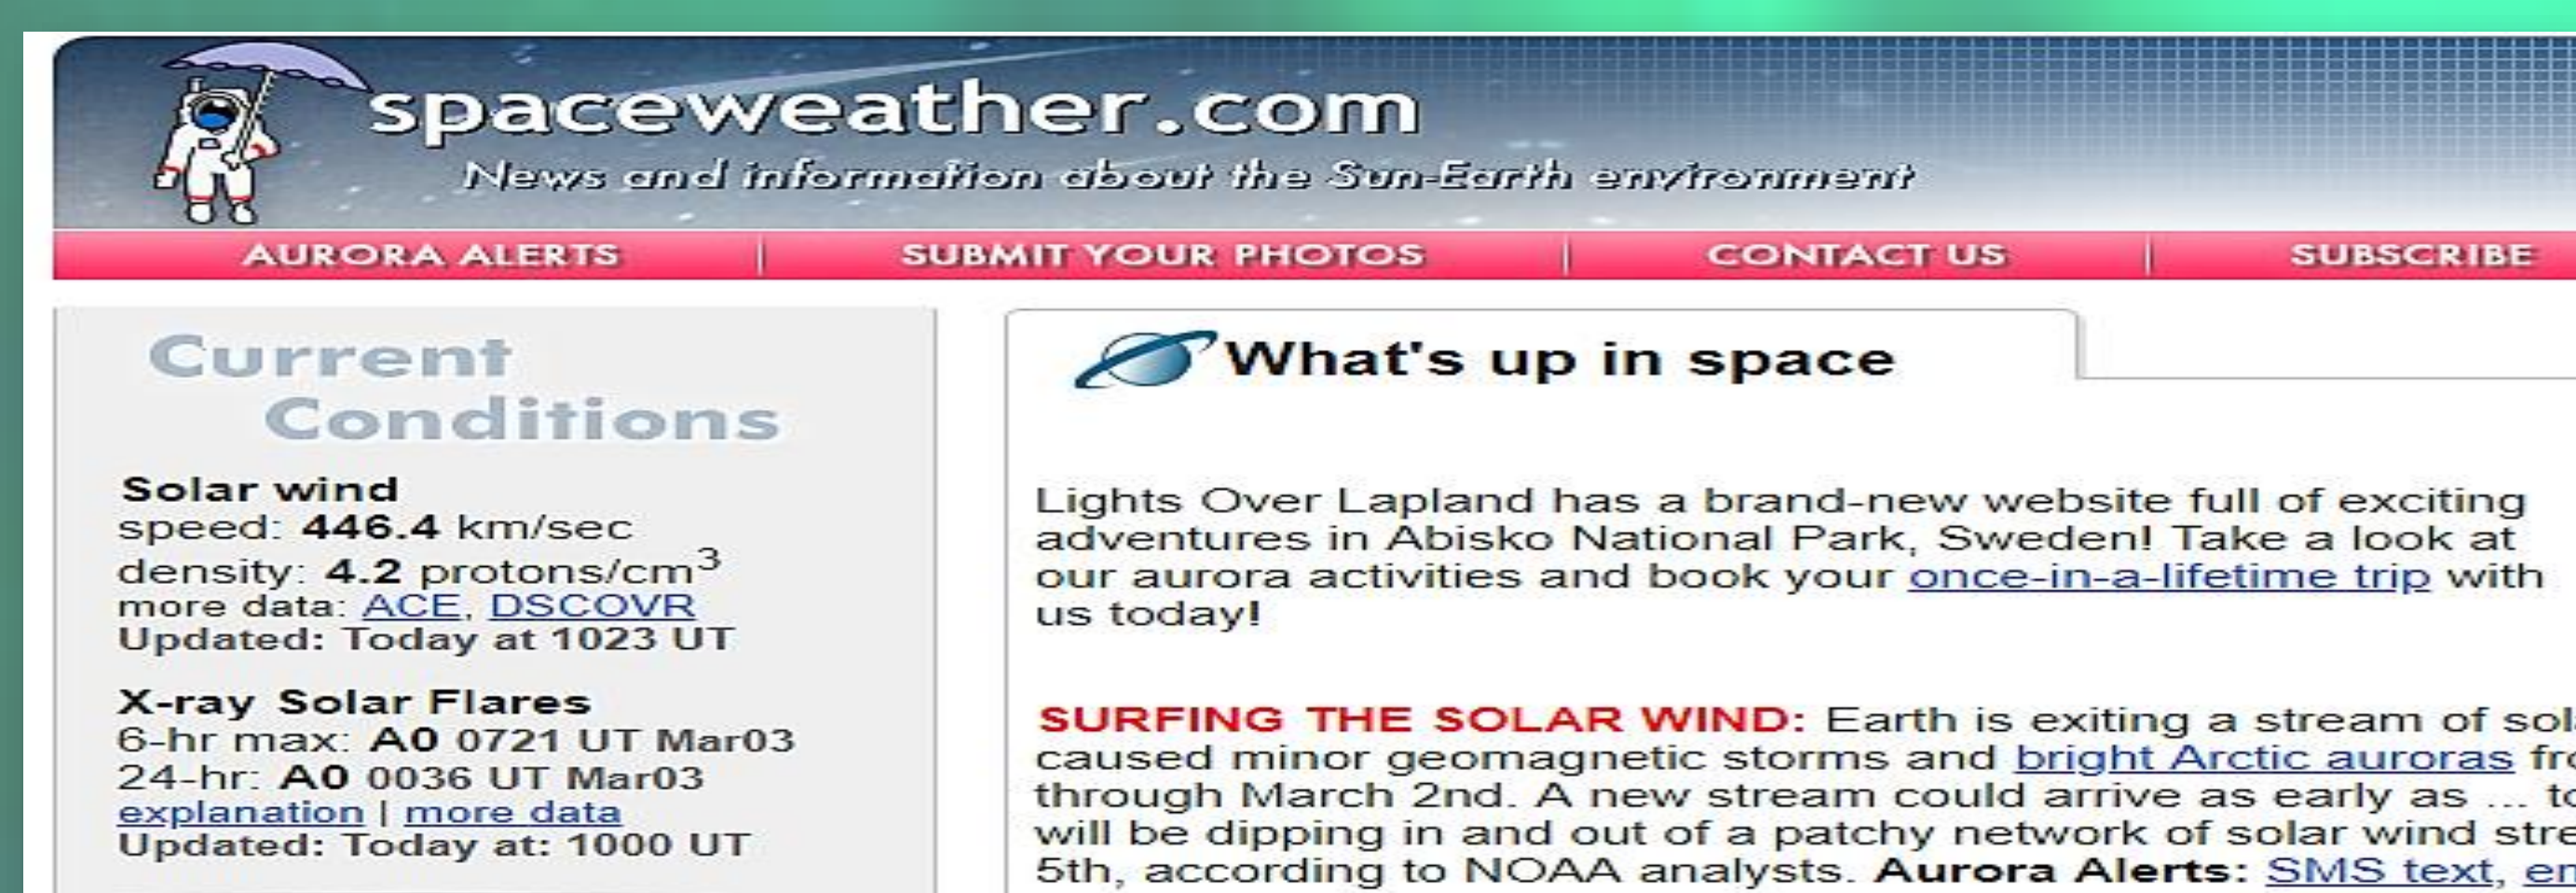 spaceweather.com
News and information about the Sun-Earth environment
AURORA ALERTS | SUBMIT YOUR PHOTOS | CONTACT US | SUBSCRIBE
Current
Conditions
Solar wind
speed: 446.4 km/sec
density: 4.2 protons/cm³
more data: ACE, DSCOVR
Updated: Today at 1023 UT
X-ray Solar Flares
6-hr max: A0 0721 UT Mar03
24-hr: A0 0036 UT Mar03
explanation | more data
Updated: Today at: 1000 UT
What's up in space
Lights Over Lapland has a brand-new website full of exciting
adventures in Abisko National Park, Sweden! Take a look at
our aurora activities and book your once-in-a-lifetime trip with
us today!
SURFING THE SOLAR WIND: Earth is exiting a stream of
caused minor geomagnetic storms and bright Arctic auroras
through March 2nd. A new stream could arrive as early as ...
will be dipping in and out of a patchy network of solar wind
5th, according to NOAA analysts. Aurora Alerts: SMS text,